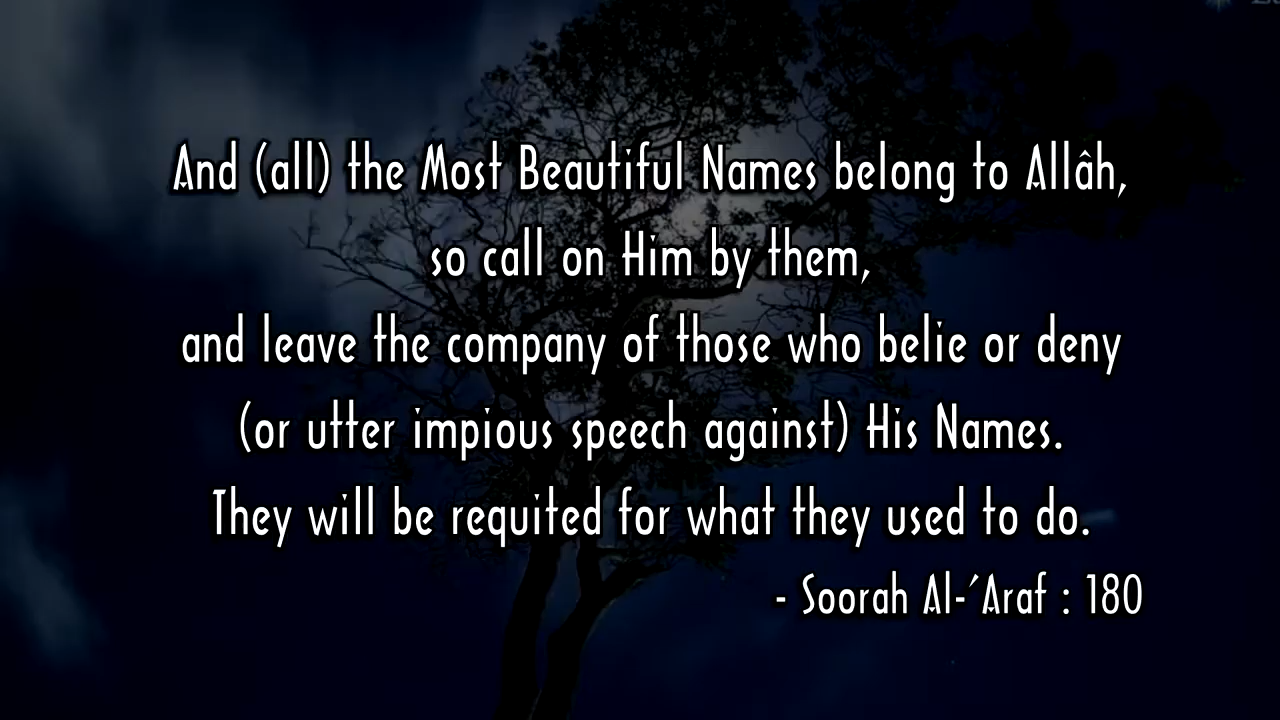 And (all) the Most Beautiful Names belong to Allâh,
so call on Him by them,
and leave the company of those who belie or deny
(or utter impious speech against) His Names.
They will be requited for what they used to do.
- Soorah Al-´Araf : 180